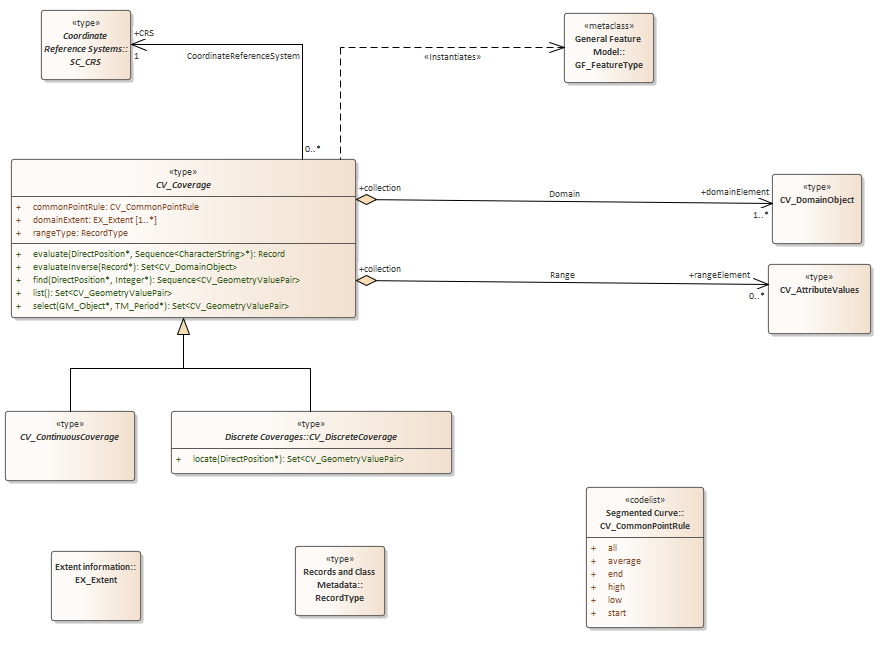 «type»
Coordinate
Reference Systems::
SC_CRS
+CRS
1
CoordinateReferenceSystem
0..*
«Instantiates»
«metaclass»
General Feature
Model::
GF_FeatureType
«type»
CV_Coverage
+ commonPointRule: CV_CommonPointRule
+ domainExtent: EX_Extent [1..*]
+ rangeType: RecordType
+ evaluate(DirectPosition*, Sequence<CharacterString>*): Record
+ evaluateInverse(Record*): Set<CV_DomainObject>
+ find(DirectPosition*, Integer*): Sequence<CV_GeometryValuePair>
+ list(): Set<CV_GeometryValuePair>
+ select(GM_Object*, TM_Period*): Set<CV_GeometryValuePair>
+collection
Domain
+domainElement
1..*
«type»
CV_DomainObject
+collection
Range
+rangeElement
0..*
«type»
CV_AttributeValues
«type»
CV_ContinuousCoverage
«type»
Discrete Coverages::CV_DiscreteCoverage
+ locate(DirectPosition*): Set<CV_GeometryValuePair>
Extent information::
EX_Extent
«type»
Records and Class
Metadata::
RecordType
«codelist»
Segmented Curve::
CV_CommonPointRule
+ all
+ average
+ end
+ high
+ low
+ start